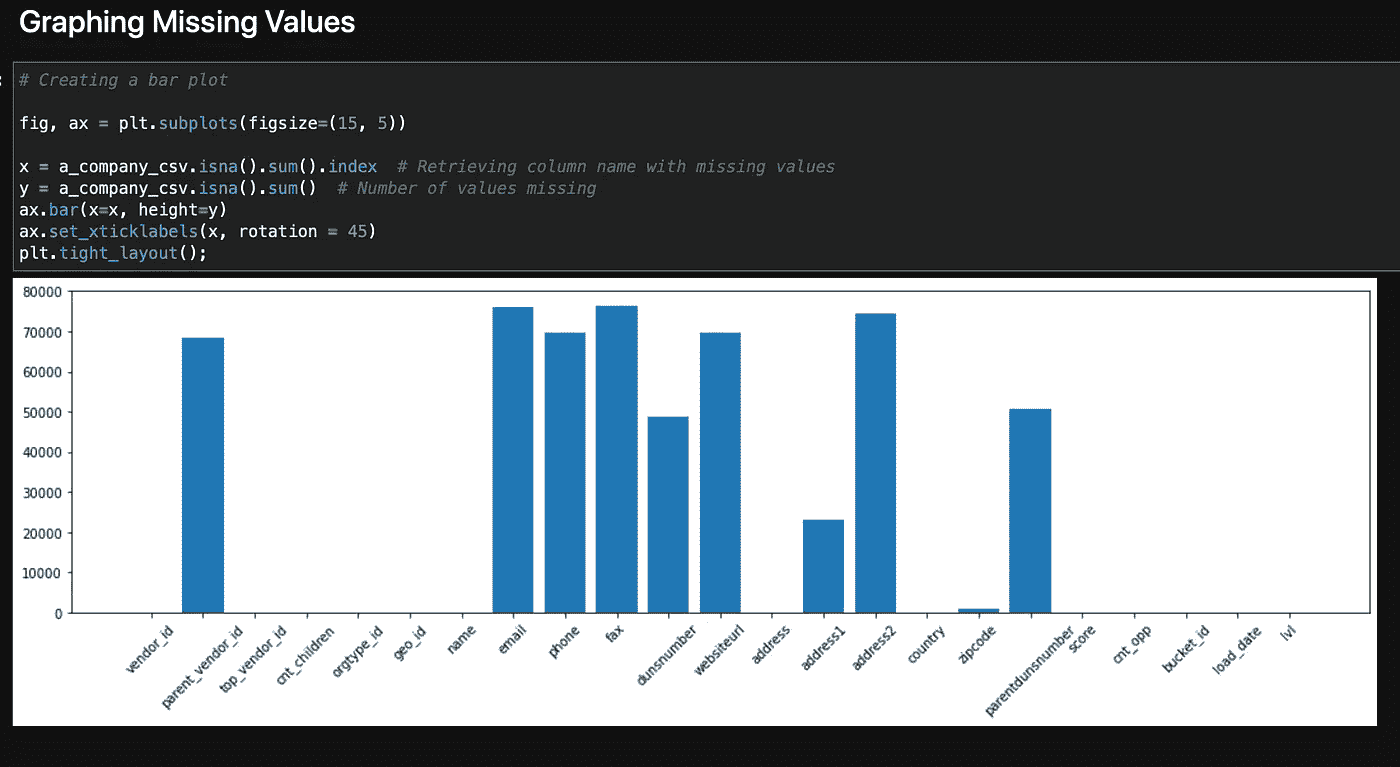 Graphing Missing Values
:
# Creating a bar plot
fig, ax = plt.subplots(figsize=(15, 5))
x = a_company_csv.isna().sum().index  # Retrieving column name with missing values
y = a_company_csv.isna().sum()  # Number of values missing
ax.bar(x=x, height=y)
ax.set_xticklabels(x, rotation = 45)
plt.tight_layout();
80000
70000
60000
50000
40000
30000
20000
10000
0
vendor_id
parent_vendor_id
top_vendor_id
cnt_children
orgtype_id
geo_id
name
email
phone
fax
dunsnumber
websiteurl
address
address1
address2
country
zipcode
parentdunsnumber
score
cnt_opp
bucket_id
load_date
lvl